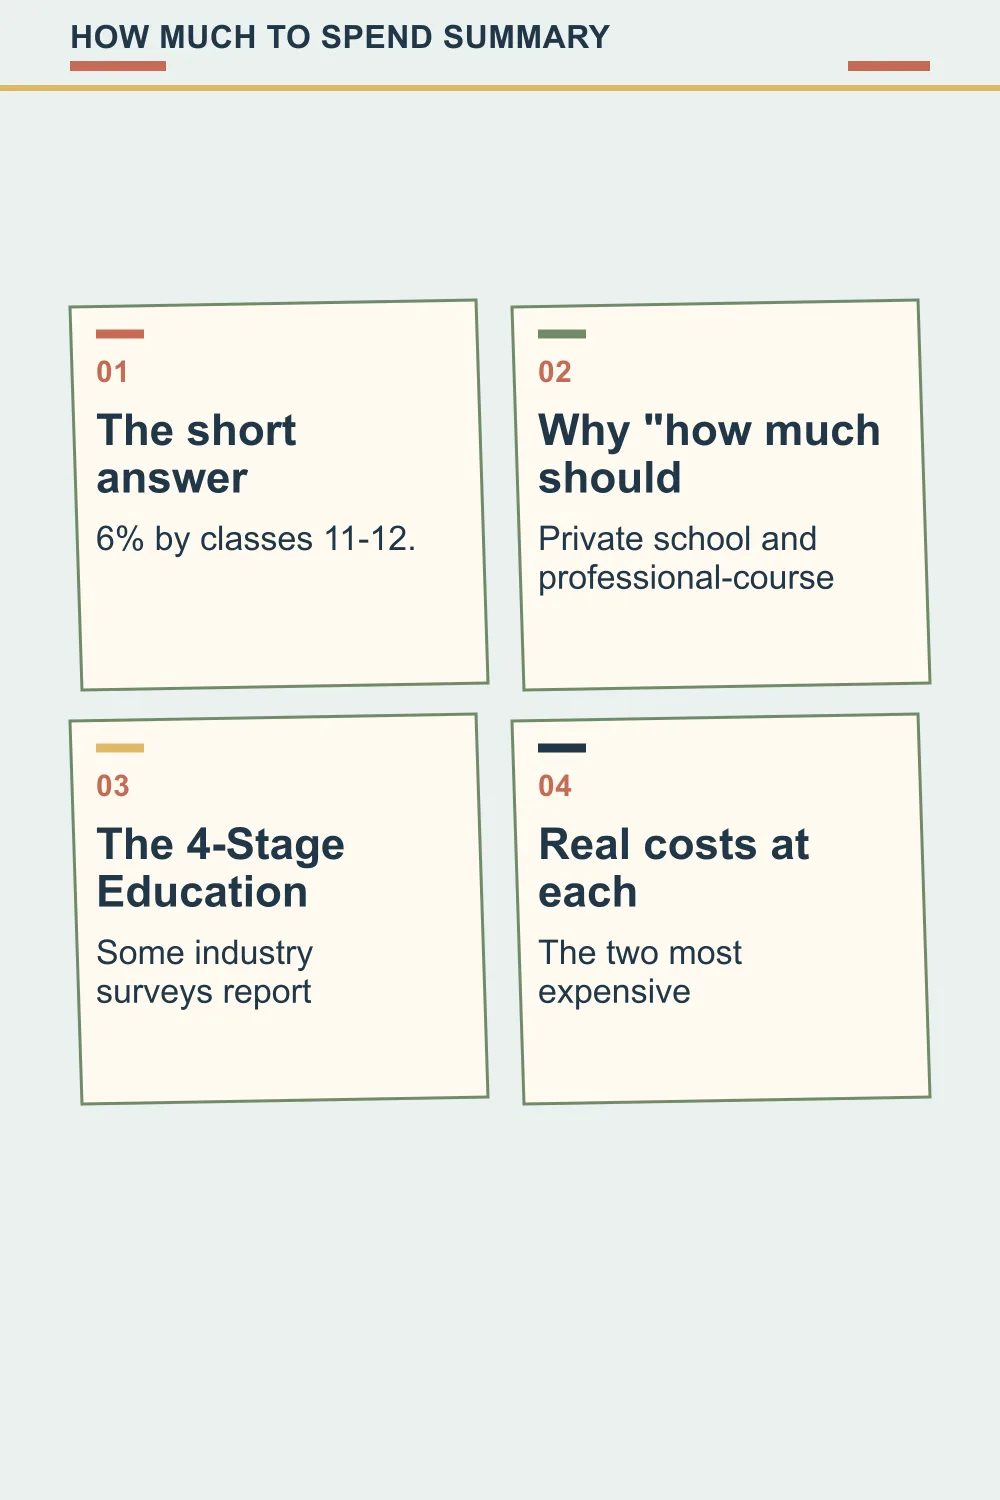 HOW MUCH TO SPEND SUMMARY
01
The short
answer
6% by classes 11-12.
02
Why "how much
should
Private school and
professional-course
03
The 4-Stage
Education
Some industry
surveys report
04
Real costs at
each
The two most
expensive